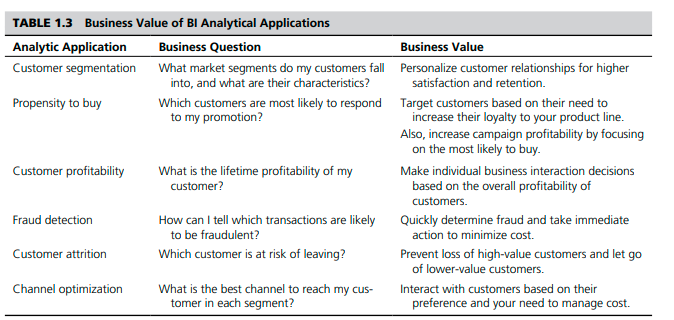 TABLE 1.3 Business Value of BI Analytical Applications
Analytic Application Business Question Business Value
Customer segmentation What market segments do my customers fall Personalize customer relationships for higher
into, and what are their characteristics? satisfaction and retention.
Propensity to buy Which customers are most likely to respond Target customers based on their need to
to my promotion? increase their loyalty to your product line.
Also, increase campaign profitability by focusing
on the most likely to buy.
Customer profitability What is the lifetime profitability of my Make individual business interaction decisions
customer? based on the overall profitability of
customers.
Fraud detection How can I tell which transactions are likely Quickly determine fraud and take immediate
to be fraudulent? action to minimize cost.
Customer attrition Which customer is at risk of leaving? Prevent loss of high-value customers and let go
of lower-value customers.
Channel optimization What is the best channel to reach my cus- Interact with customers based on their
tomer in each segment? preference and your need to manage cost.